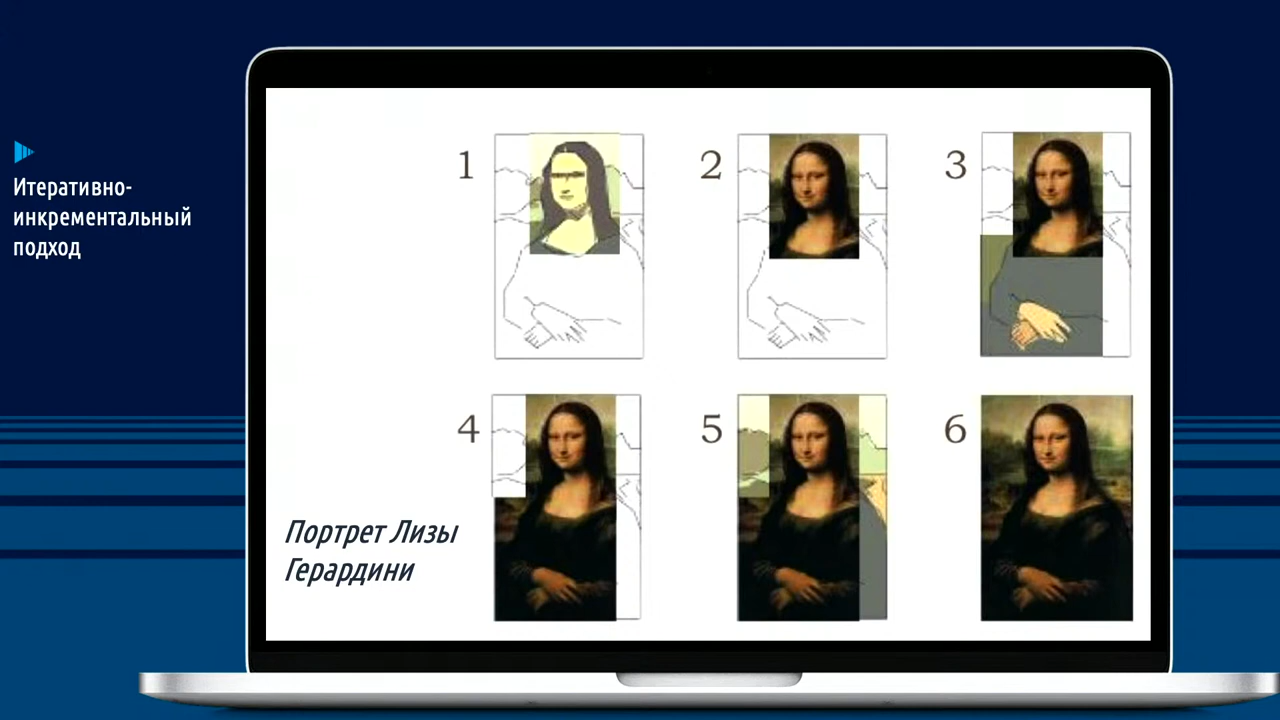 Итеративно-
инкрементальный
подход
1
2
3
4
5
6
Портрет Лизы
Герардини